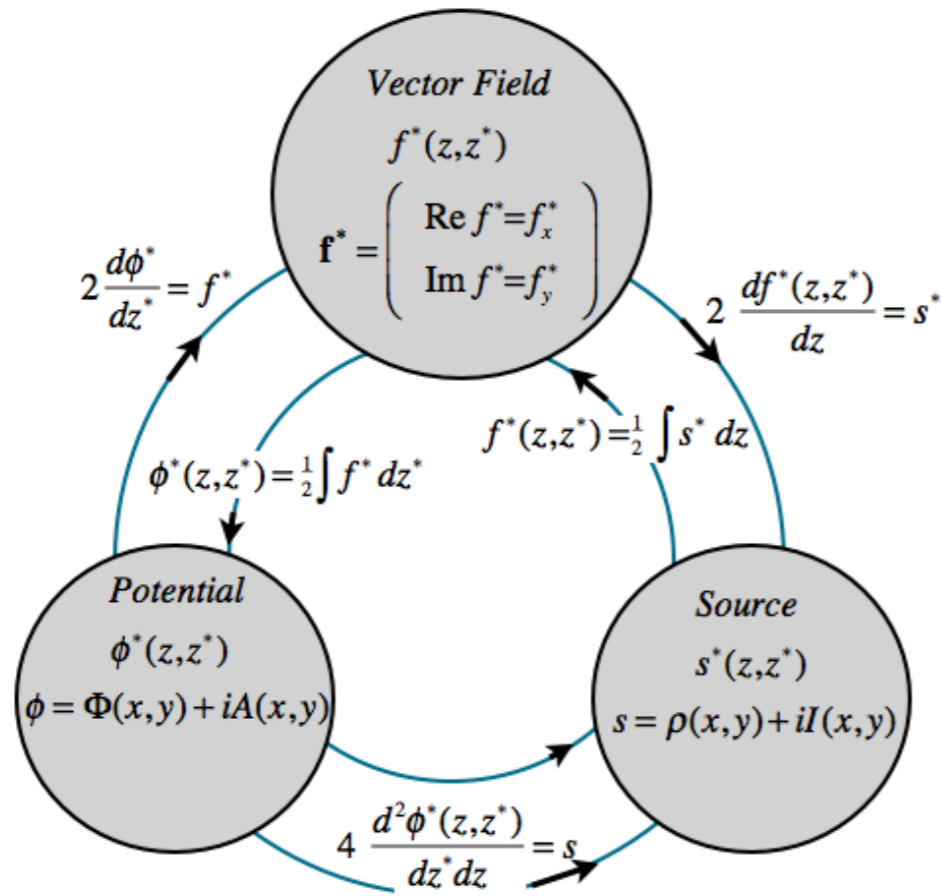 Vector Field
f*(z,z*)
f* = ( Re f*=f*ₓ
Im f*=f*ᵧ )
2 dφ*/dz* = f*
2 df*(z,z*)/dz = s*
f*(z,z*)=½∫s* dz
φ*(z,z*)=½∫f* dz*
Potential
φ*(z,z*)
φ = Φ(x,y)+iA(x,y)
Source
s*(z,z*)
s = ρ(x,y)+iI(x,y)
4 d²φ*(z,z*)/dz*dz = s